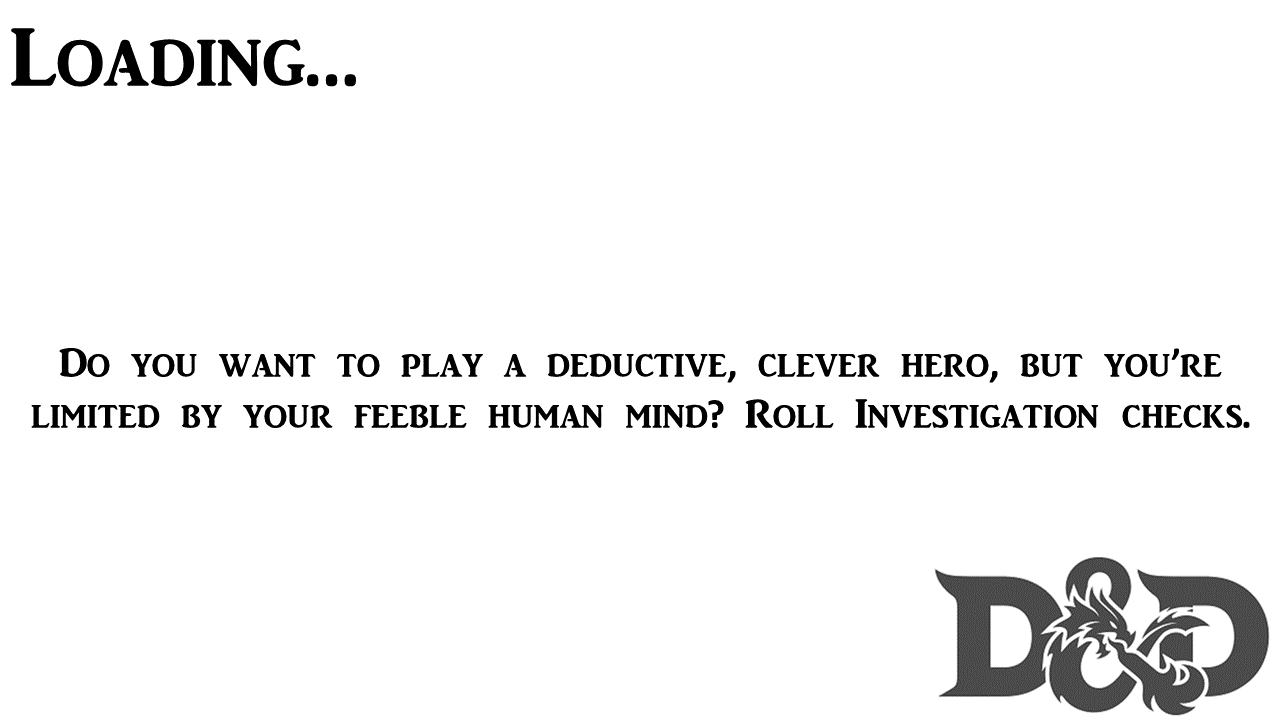 Loading...
Do you want to play a deductive, clever hero, but you're
limited by your feeble human mind? Roll Investigation checks.
D&D